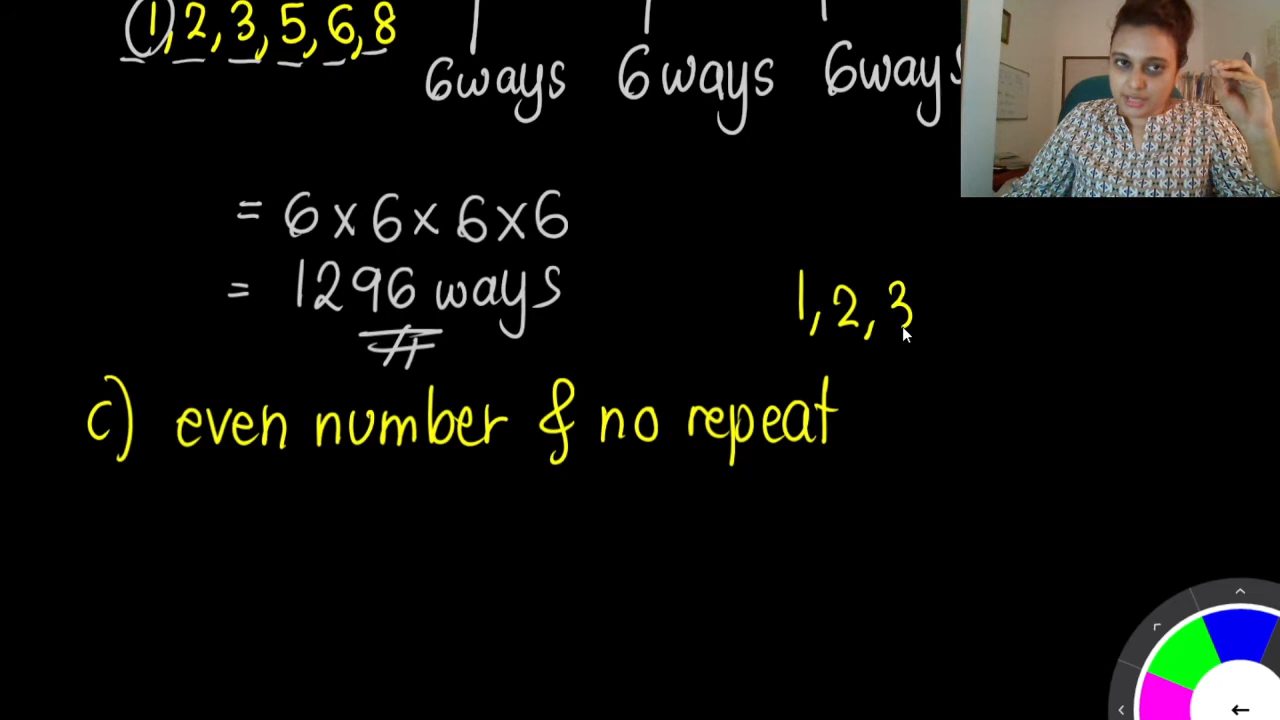 1, 2, 3, 5, 6, 8
6ways 6ways 6ways
= 6 x 6 x 6 x 6
= 1296 ways
1, 2, 3
c) even number & no repeat